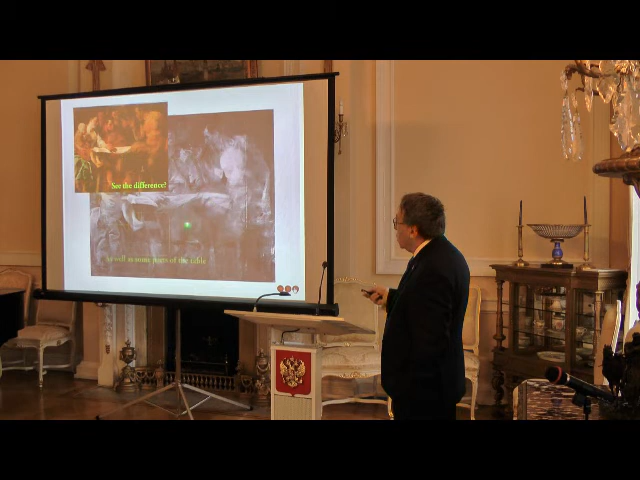 See the difference?
as well as some parts of the table